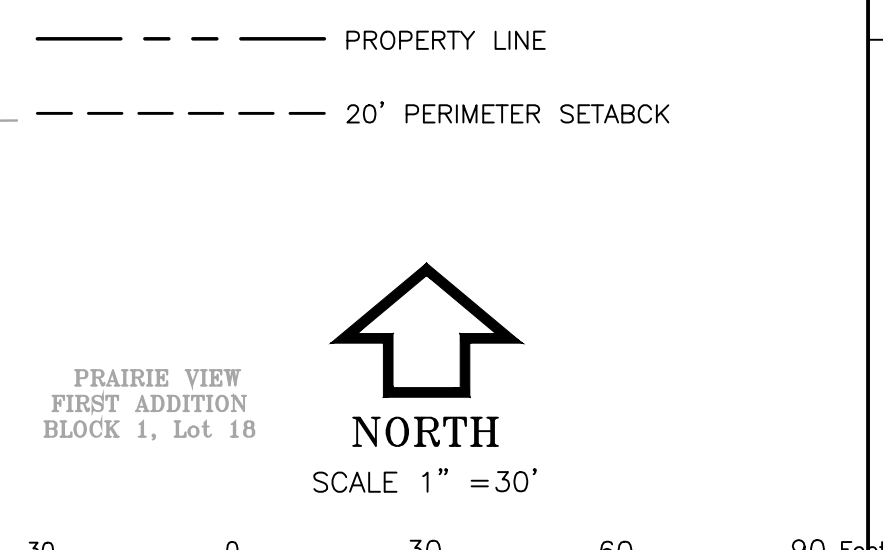 PROPERTY LINE
20' PERIMETER SETABCK
PRAIRIE VIEW
FIRST ADDITION
BLOCK 1, Lot 18
NORTH
SCALE 1" =30'
30 0 30 60 90 Feet